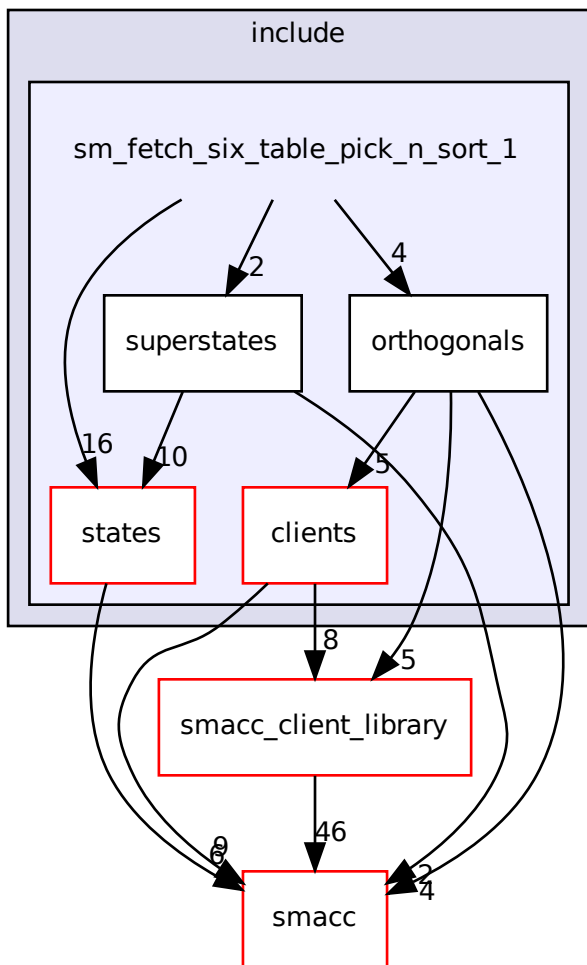 include
sm_fetch_six_table_pick_n_sort_1
2
4
superstates
orthogonals
16
10
5
states
clients
8
5
smacc_client_library
46
9
6
2
4
smacc